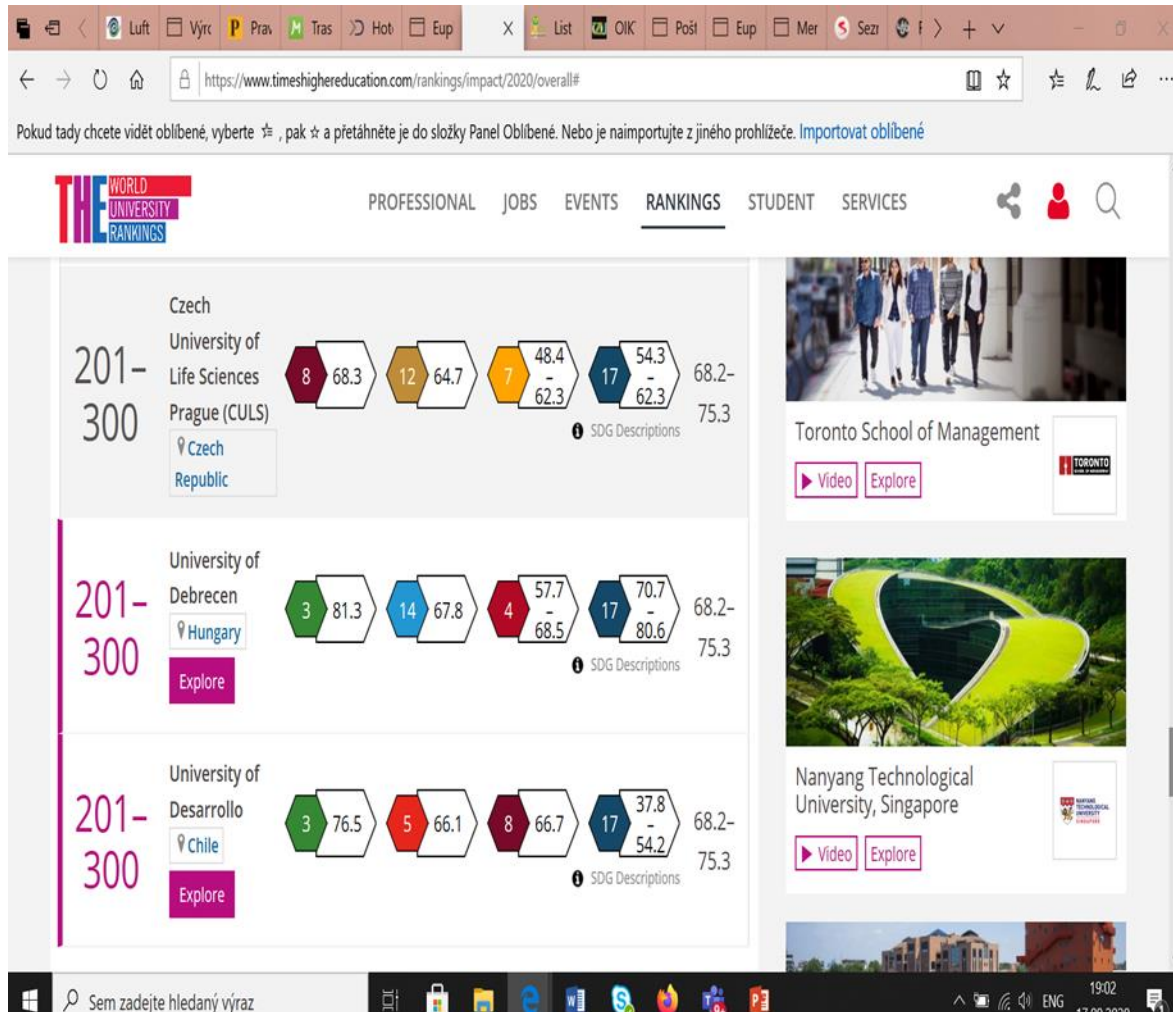 Luft Výrc Prav Tras Hot Eup List OIK Pošt Eup Mer Sezr
https://www.timeshighereducation.com/rankings/impact/2020/overall#
Pokud tady chcete vidět oblíbené, vyberte , pak ☆ a přetáhněte je do složky Panel Oblíbené. Nebo je naimportujte z jiného prohlížeče. Importovat oblíbené
THE WORLD
UNIVERSITY
RANKINGS
PROFESSIONAL JOBS EVENTS RANKINGS STUDENT SERVICES
201–
300
Czech
University of
Life Sciences
Prague (CULS)
Czech
Republic
8 68.3 12 64.7 7 48.4
–
62.3 17 54.3
–
62.3
SDG Descriptions
68.2–
75.3
201–
300
University of
Debrecen
Hungary
Explore
3 81.3 14 67.8 4 57.7
–
68.5 17 70.7
–
80.6
SDG Descriptions
68.2–
75.3
201–
300
University of
Desarrollo
Chile
Explore
3 76.5 5 66.1 8 66.7 17 37.8
–
54.2
SDG Descriptions
68.2–
75.3
Toronto School of Management
TORONTO
Video Explore
Nanyang Technological
University, Singapore
NANYANG
TECHNOLOGICAL
UNIVERSITY
SINGAPORE
Video Explore
Sem zadejte hledaný výraz
ENG
19:02